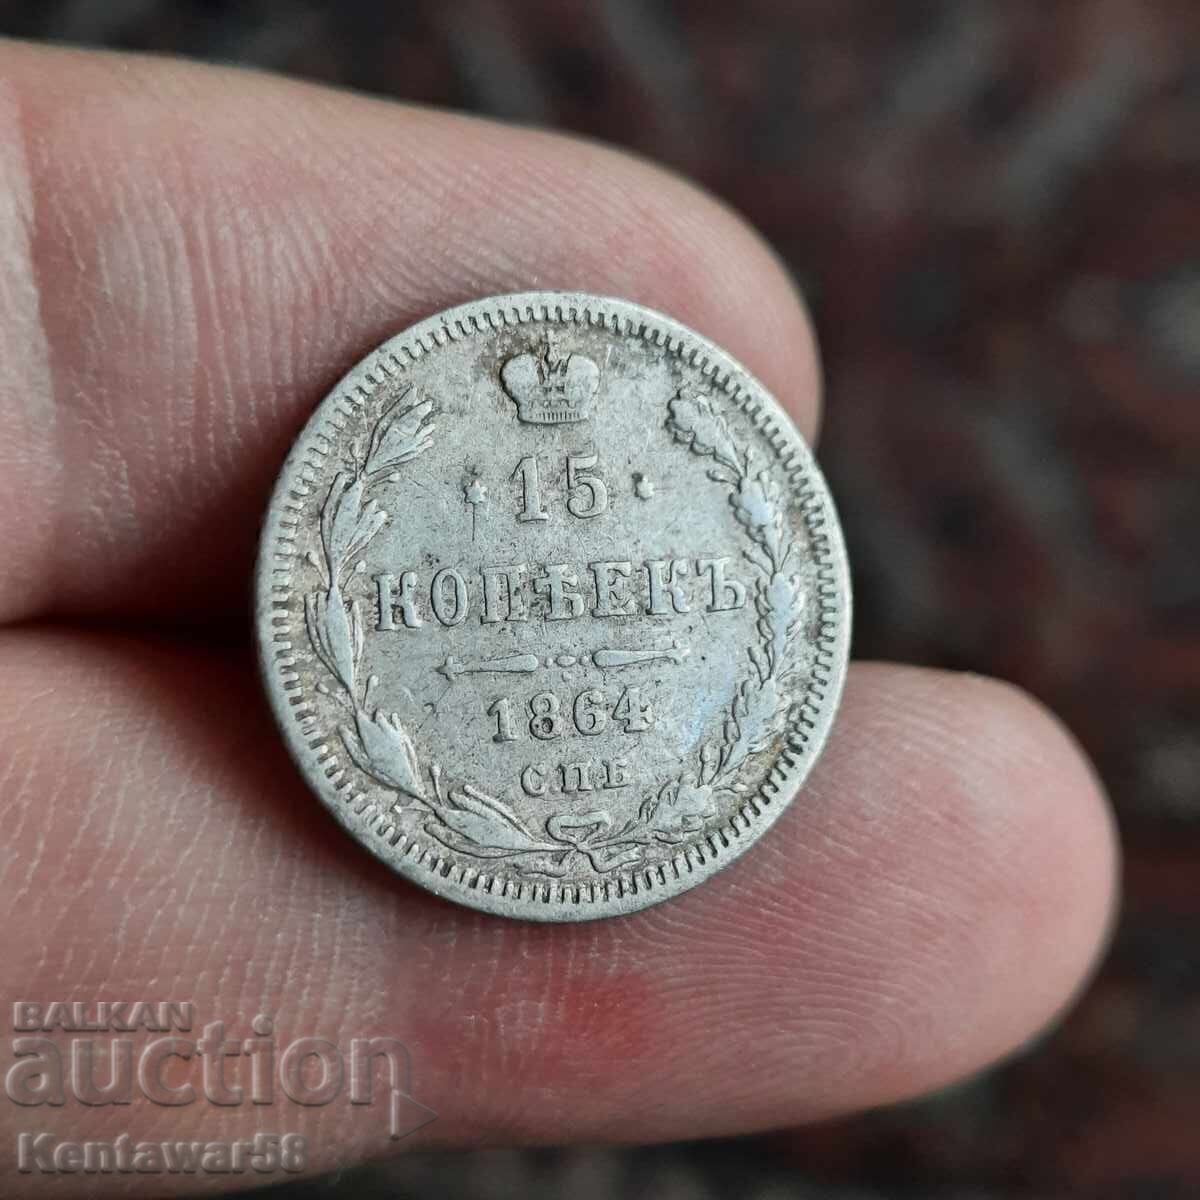 15
КОПѢЕКЪ
1864
СПБ
BALKAN
auction
Kentawar58